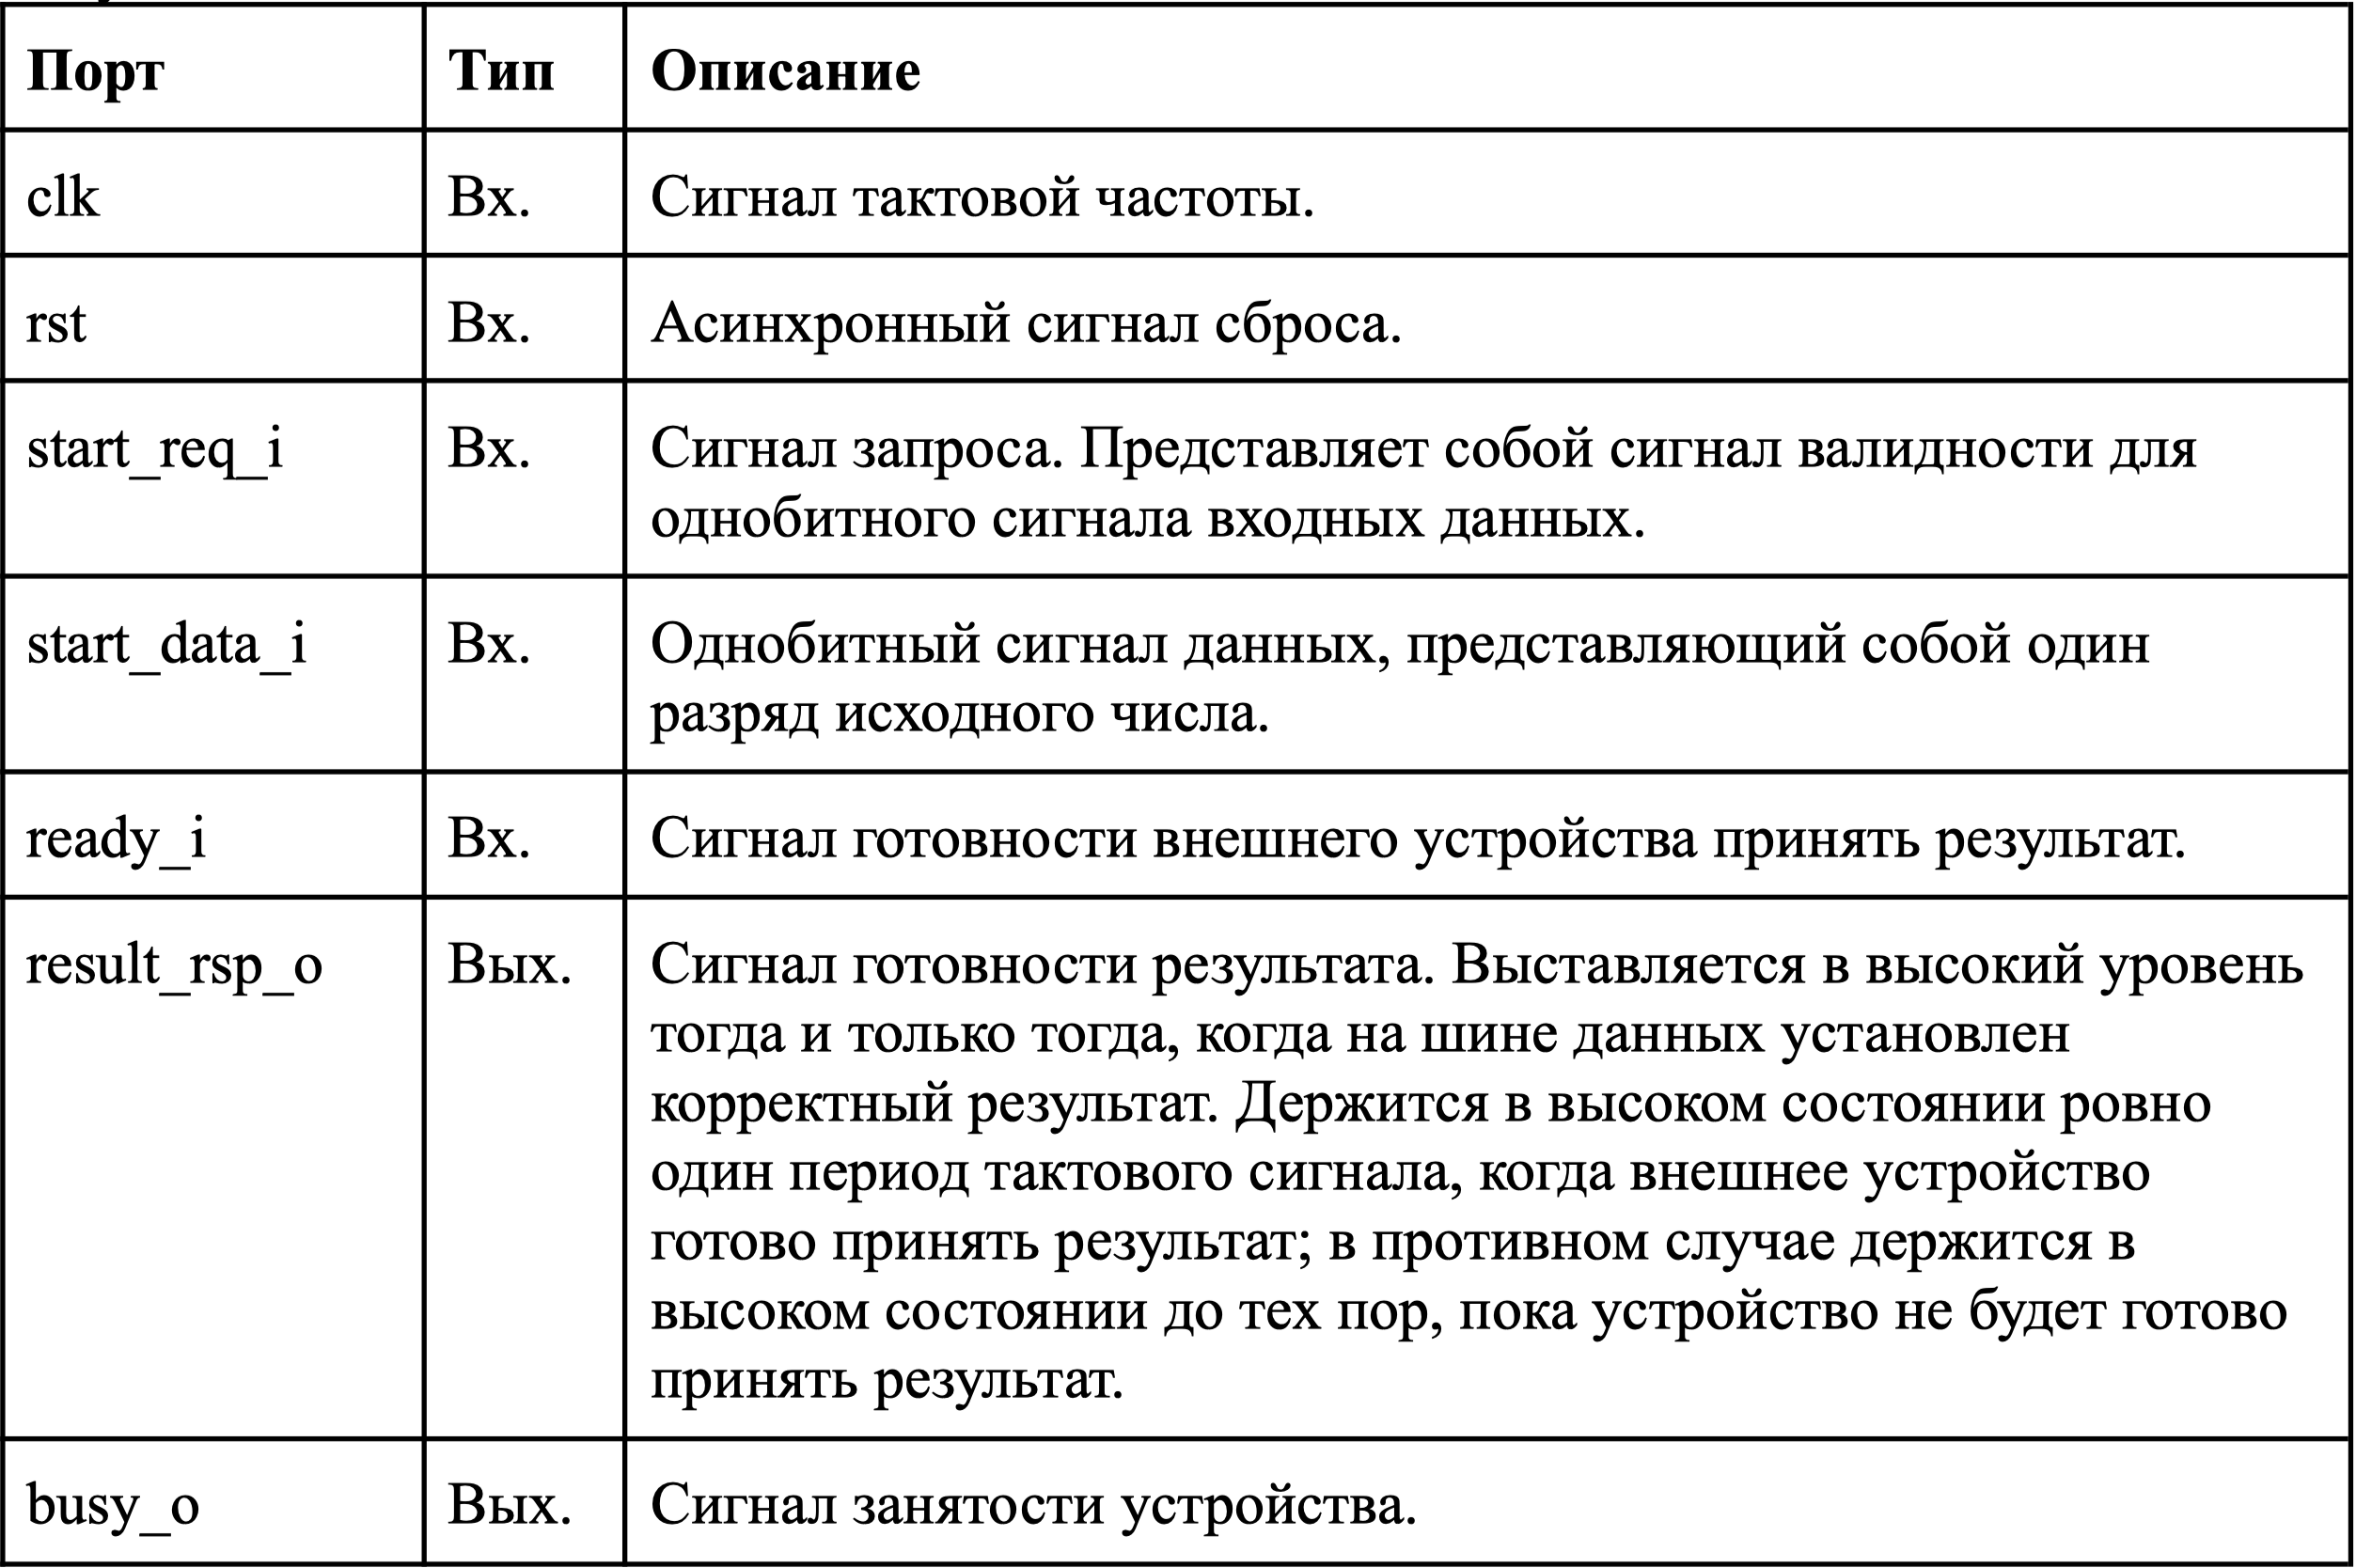 Порт Тип Описание
clk Вх. Сигнал тактовой частоты.
rst Вх. Асинхронный сигнал сброса.
start_req_i Вх. Сигнал запроса. Представляет собой сигнал валидности для
однобитного сигнала входных данных.
start_data_i Вх. Однобитный сигнал данных, представляющий собой один
разряд исходного числа.
ready_i Вх. Сигнал готовности внешнего устройства принять результат.
result_rsp_o Вых. Сигнал готовности результата. Выставляется в высокий уровень
тогда и только тогда, когда на шине данных установлен
корректный результат. Держится в высоком состоянии ровно
один период тактового сигнала, когда внешнее устройство
готово принять результат; в противном случае держится в
высоком состоянии до тех пор, пока устройство не будет готово
принять результат.
busy_o Вых. Сигнал занятости устройства.